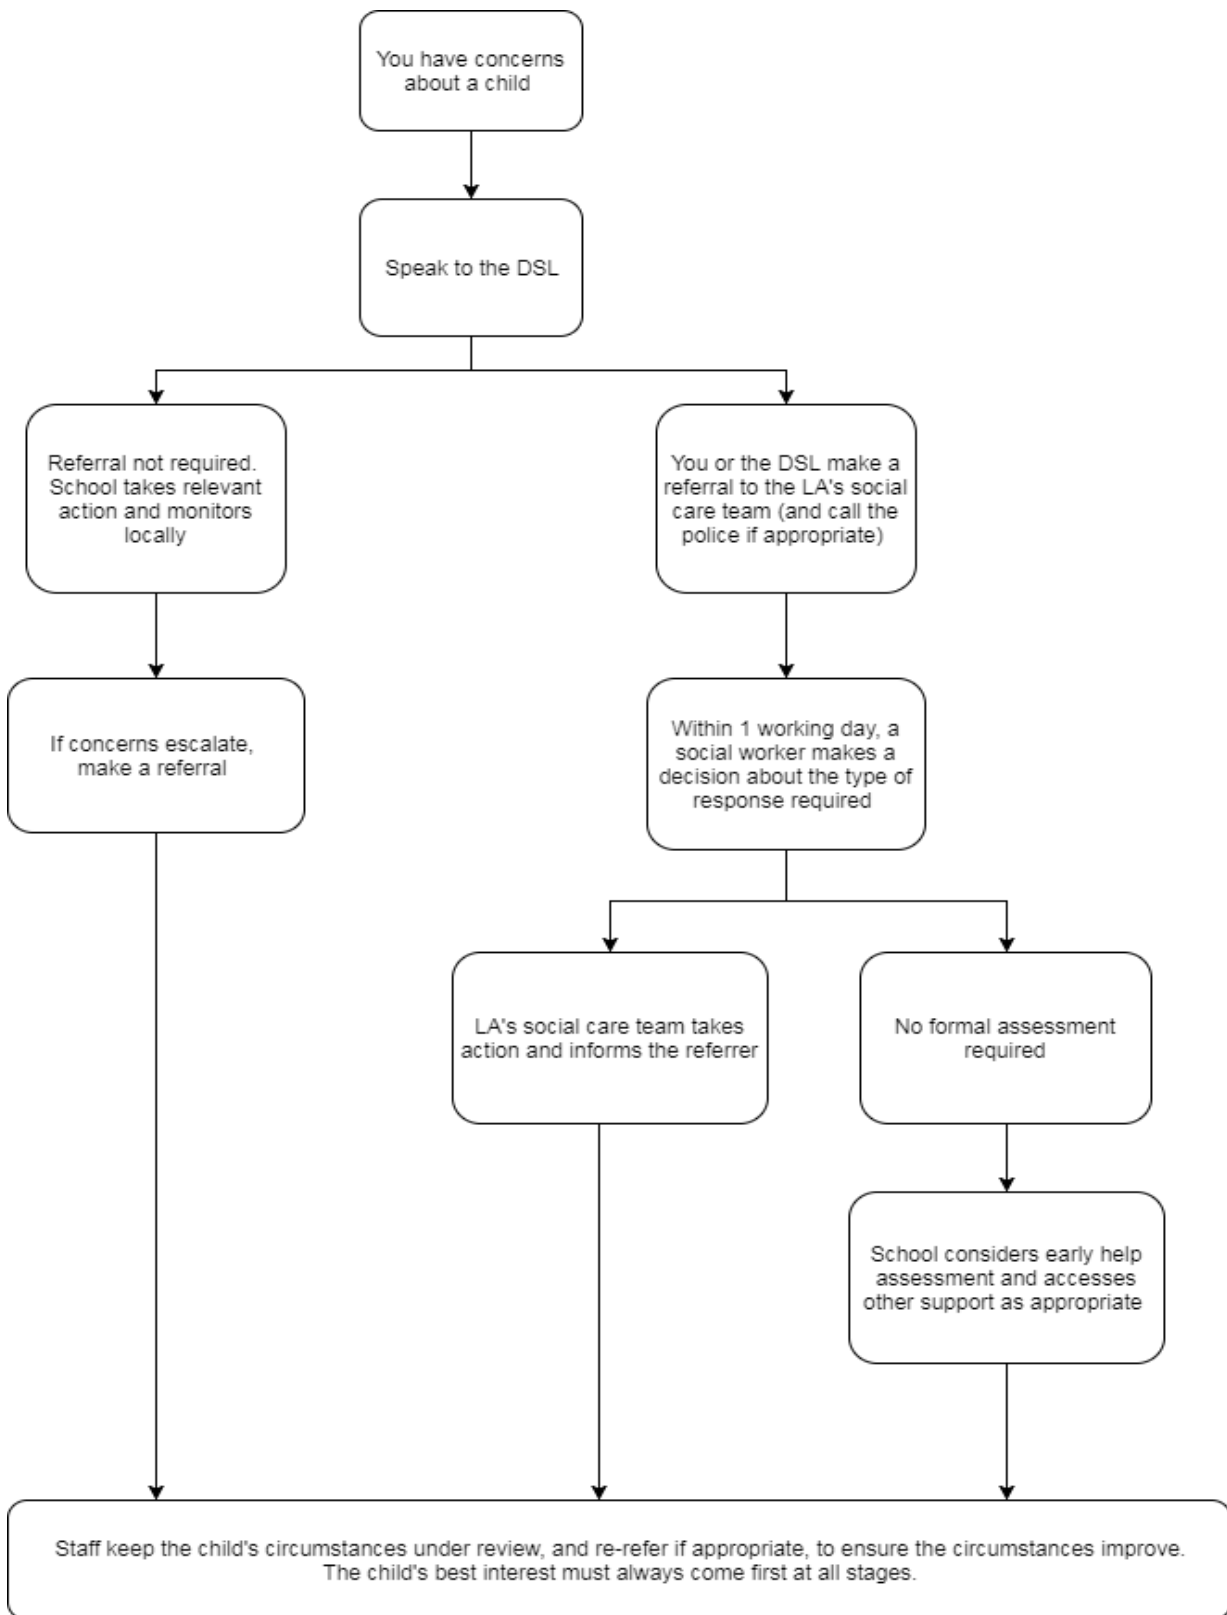 You have concerns
about a child
Speak to the DSL
Referral not required.
School takes relevant
action and monitors
locally
You or the DSL make a
referral to the LA's social
care team (and call the
police if appropriate)
If concerns escalate,
make a referral
Within 1 working day, a
social worker makes a
decision about the type of
response required
LA's social care team takes
action and informs the referrer
No formal assessment
required
School considers early help
assessment and accesses
other support as appropriate
Staff keep the child's circumstances under review, and re-refer if appropriate, to ensure the circumstances improve.
The child's best interest must always come first at all stages.